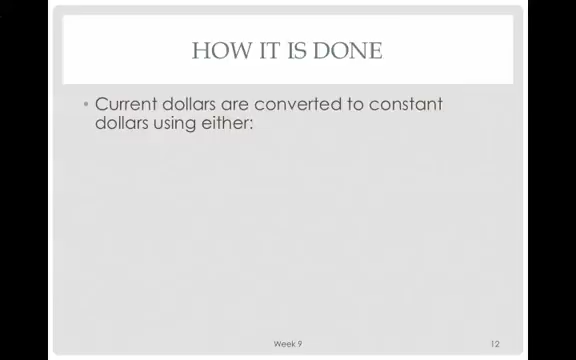 HOW IT IS DONE
• Current dollars are converted to constant
dollars using either:
Week 9
12